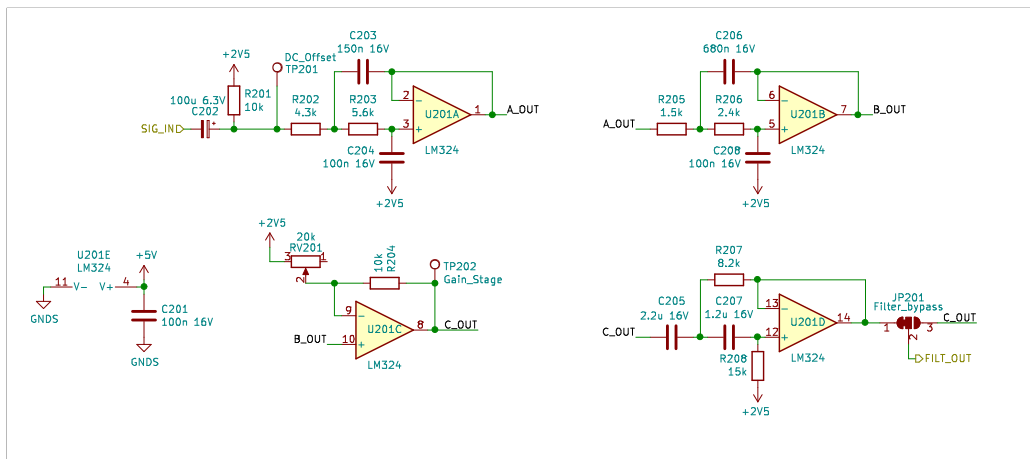 +2V5
DC_Offset
TP201
C203
150n 16V
100u 6.3V
C202
R201
10k
R202
4.3k
R203
5.6k
2
3
U201A
1
A_OUT
SIG_IN
C204
100n 16V
LM324
+2V5
C206
680n 16V
R205
1.5k
R206
2.4k
6
5
U201B
7
B_OUT
A_OUT
C208
100n 16V
LM324
+2V5
U201E
LM324
+5V
11
V-
V+
4
GNDS
C201
100n 16V
GNDS
+2V5
20k
RV201
3
1
2
10k
R204
TP202
Gain_Stage
9
10
U201C
8
C_OUT
B_OUT
LM324
R207
8.2k
C205
2.2u 16V
C207
1.2u 16V
13
12
U201D
14
C_OUT
R208
15k
LM324
+2V5
JP201
Filter_bypass
1
3
2
C_OUT
FILT_OUT